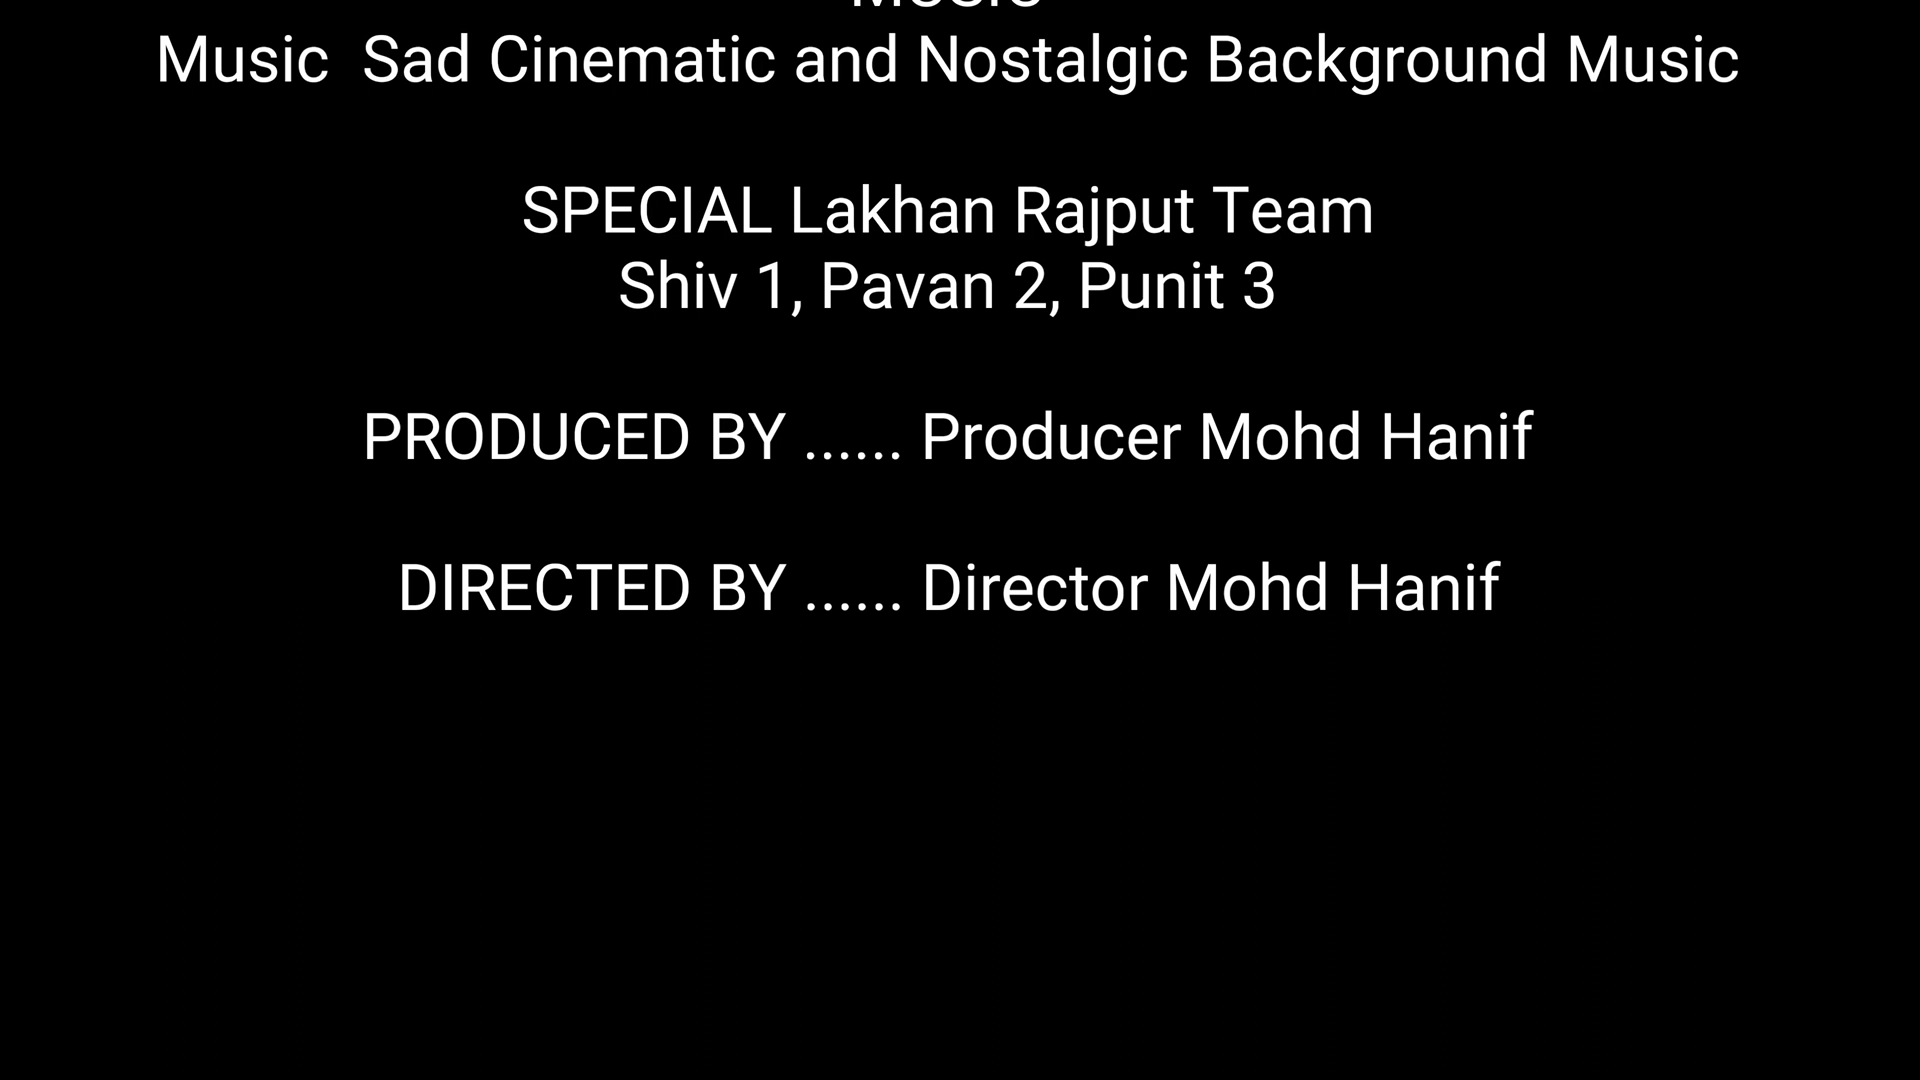 MUSIC
Music  Sad Cinematic and Nostalgic Background Music
SPECIAL Lakhan Rajput Team
Shiv 1, Pavan 2, Punit 3
PRODUCED BY ...... Producer Mohd Hanif
DIRECTED BY ...... Director Mohd Hanif